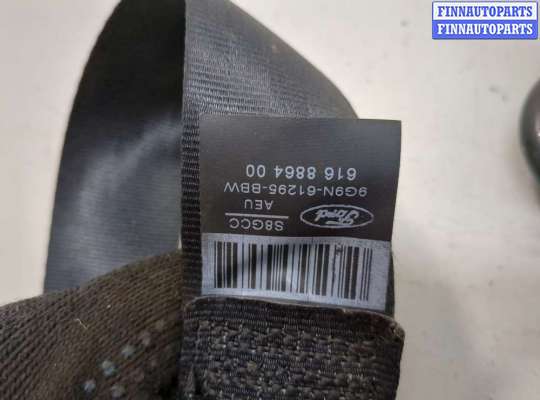 FINNAUTOPARTS
FINNAUTOPARTS
Ford
S8GCC
AEU
9G9N-61295-BBW
616 8864 00